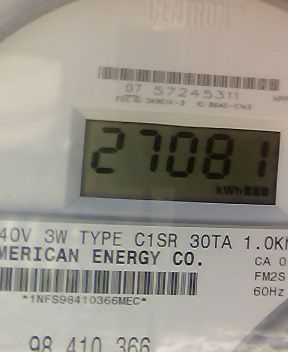 CENTRON
07 57245311
27081
kWh
40V 3W TYPE C1SR 30TA 1.0K
MERICAN ENERGY CO.
CA 0
FM2S
60Hz
*1NFS98410366MEC*
98 410 366